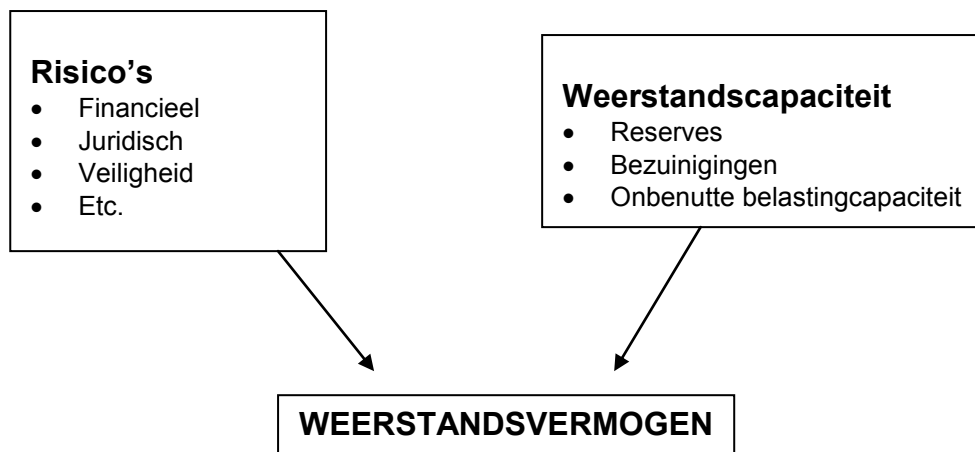 Risico’s
• Financieel
• Juridisch
• Veiligheid
• Etc.
Weerstandscapaciteit
• Reserves
• Bezuinigingen
• Onbenutte belastingcapaciteit
WEERSTANDSVERMOGEN